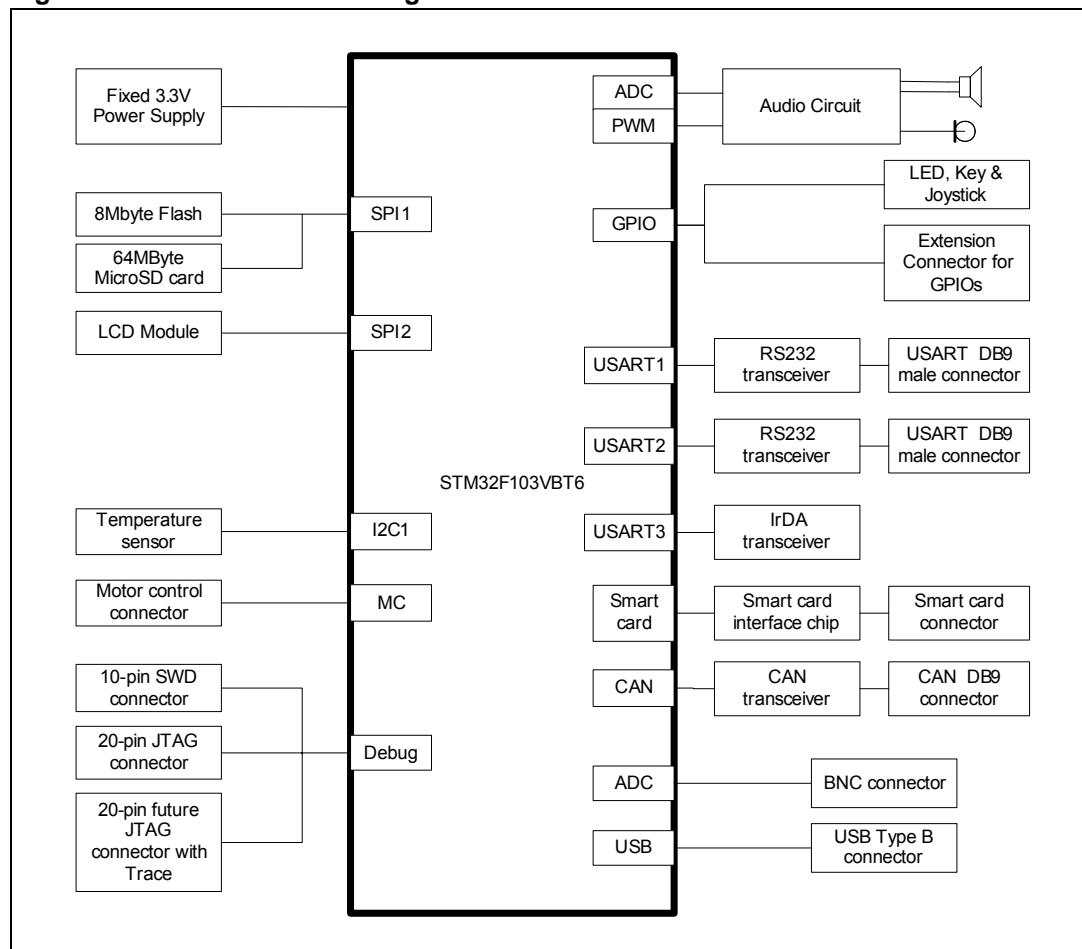 Fixed 3.3V
Power Supply
8Mbyte Flash
64MByte
MicroSD card
LCD Module
Temperature
sensor
Motor control
connector
10-pin SWD
connector
20-pin JTAG
connector
20-pin future
JTAG
connector with
Trace
SPI1
SPI2
I2C1
MC
Debug
STM32F103VBT6
ADC
PWM
GPIO
USART1
USART2
USART3
Smart
card
CAN
ADC
USB
Audio Circuit
LED, Key &
Joystick
Extension
Connector for
GPIOs
RS232
transceiver
USART DB9
male connector
RS232
transceiver
USART DB9
male connector
IrDA
transceiver
Smart card
interface chip
Smart card
connector
CAN
transceiver
CAN DB9
connector
BNC connector
USB Type B
connector